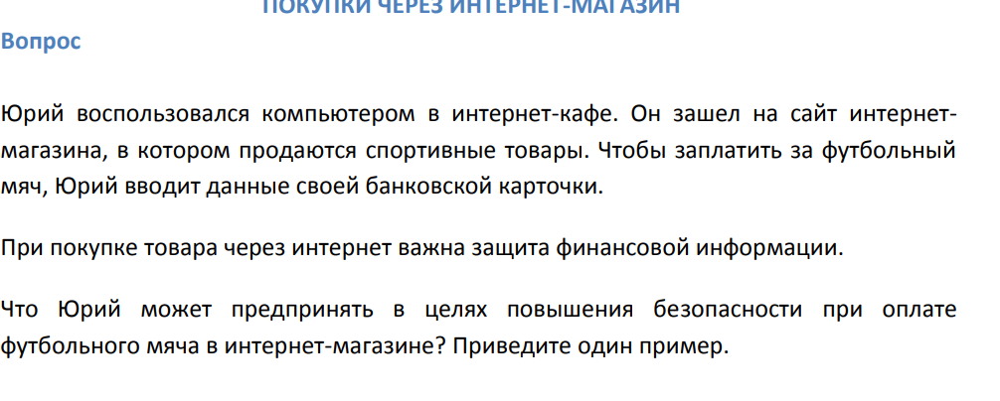 ПОКУПКИ ЧЕРЕЗ ИНТЕРНЕТ-МАГАЗИН
Вопрос
Юрий воспользовался компьютером в интернет-кафе. Он зашел на сайт интернет-
магазина, в котором продаются спортивные товары. Чтобы заплатить за футбольный
мяч, Юрий вводит данные своей банковской карточки.
При покупке товара через интернет важна защита финансовой информации.
Что Юрий может предпринять в целях повышения безопасности при оплате
футбольного мяча в интернет-магазине? Приведите один пример.